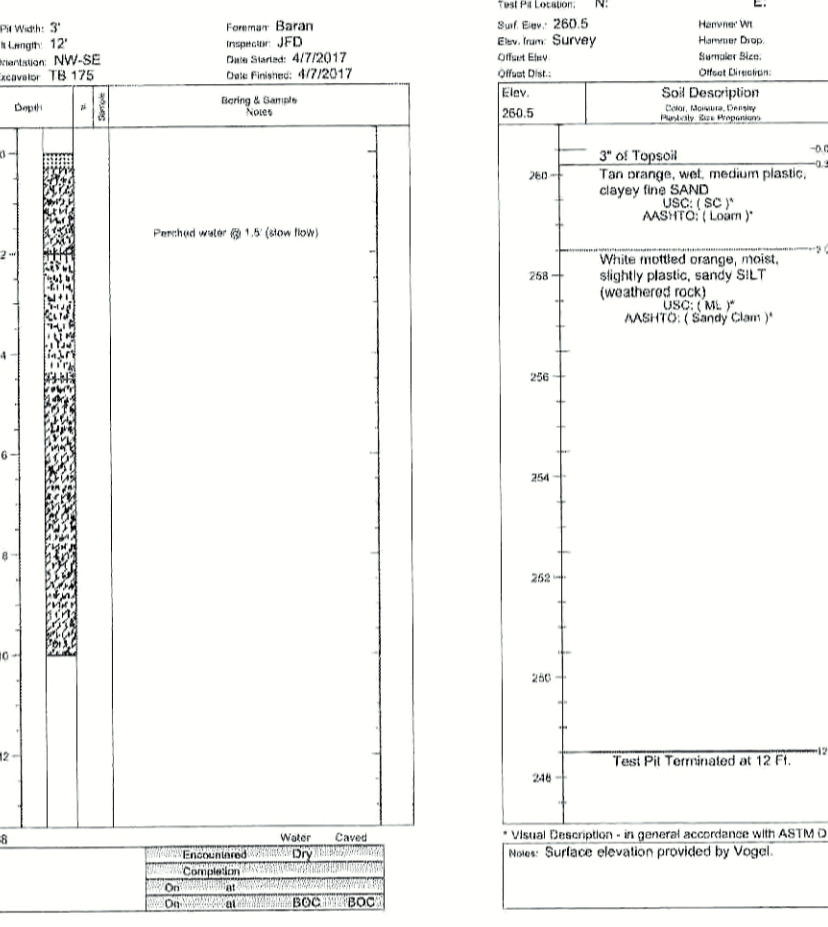 Pit Width: 3'
Length: 12'
NW-SE
Excavator TB 175
Foreman: Baran
Inspector: JFD
Date Started: 4/7/2017
Date Finished: 4/7/2017
Depth # Sample Boring & Sample
Notes
0
2
4
6
8
10
12
Perched water @ 1.5' (slow flow)
8
Water Caved
Encountered Dry
Completion
On at
On at BOC BOC
Test Pit Location: N: E:
Surf. Elev.: 260.5 Hammer Wt.
Elev. from: Survey Hammer Drop.
Offset Elev. Sampler Size:
Offset Dist.: Offset Direction:
Elev. Soil Description
260.5 Color, Moisture, Density
Plasticity, Size Proportions
0.0
3" of Topsoil
0.3
260 Tan orange, wet, medium plastic,
clayey fine SAND
USC: ( SC )*
AASHTO: ( Loam )*
White mottled orange, moist,
258 slightly plastic, sandy SILT
(weathered rock)
USC: ( ML )*
AASHTO: ( Sandy Clam )*
256
254
252
250
12
Test Pit Terminated at 12 Ft.
248
* Visual Description - in general accordance with ASTM D
Notes: Surface elevation provided by Vogel.